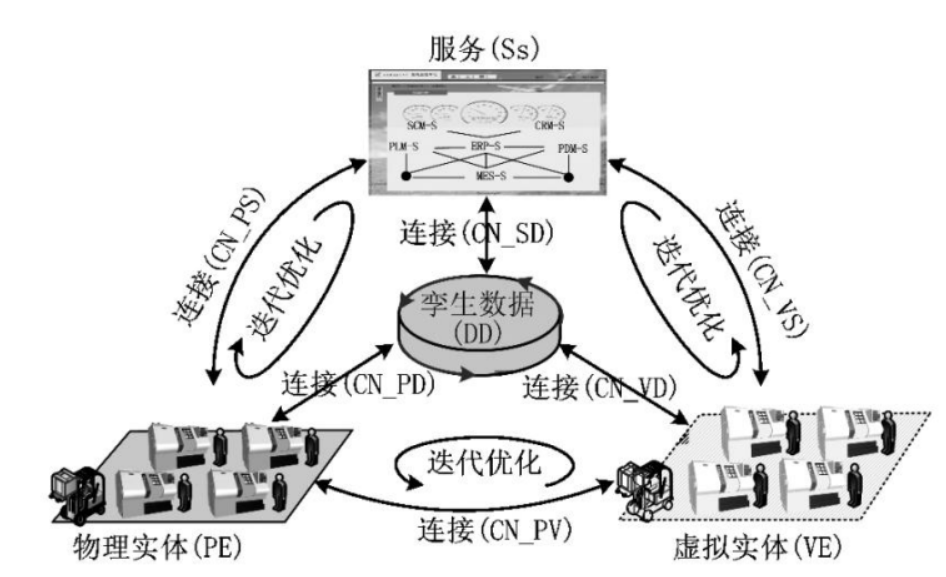 服务(Ss)
SCM-S
CRM-S
PLM-S
ERP-S
PDM-S
MES-S
连接(CN_PS)
迭代优化
连接(CN_SD)
迭代优化
连接(CN_VS)
孪生数据
(DD)
连接(CN_PD)
连接(CN_VD)
迭代优化
连接(CN_PV)
物理实体(PE)
虚拟实体(VE)